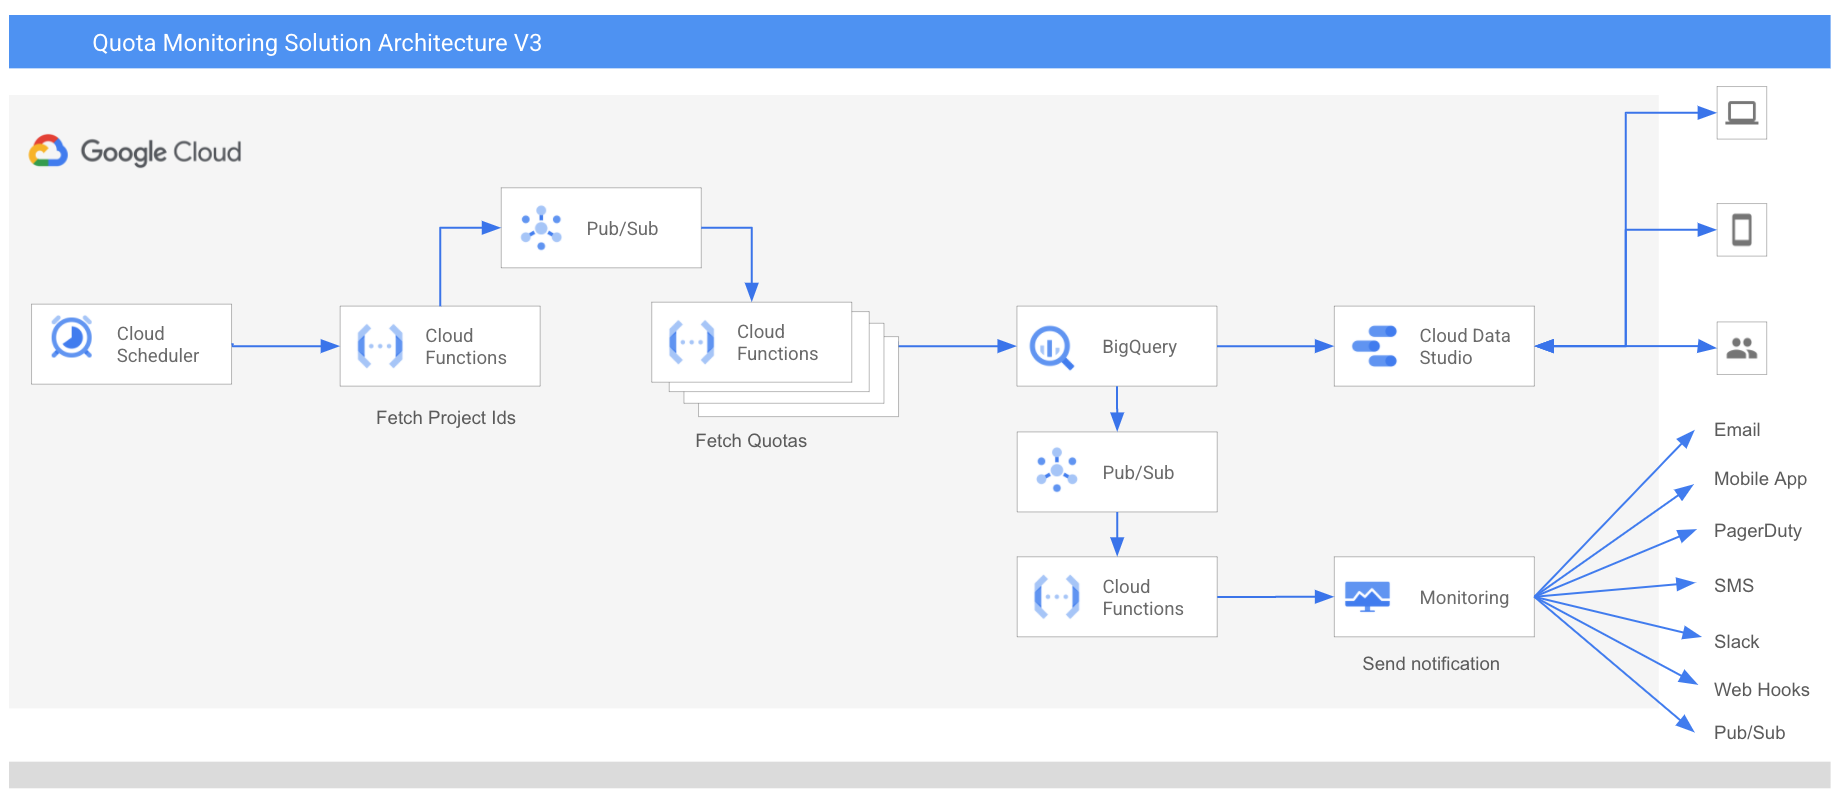 Quota Monitoring Solution Architecture V3
Google Cloud
Pub/Sub
Cloud
Scheduler
Cloud
Functions
Fetch Project Ids
Cloud
Functions
Fetch Quotas
BigQuery
Cloud Data
Studio
Pub/Sub
Cloud
Functions
Monitoring
Send notification
Email
Mobile App
PagerDuty
SMS
Slack
Web Hooks
Pub/Sub